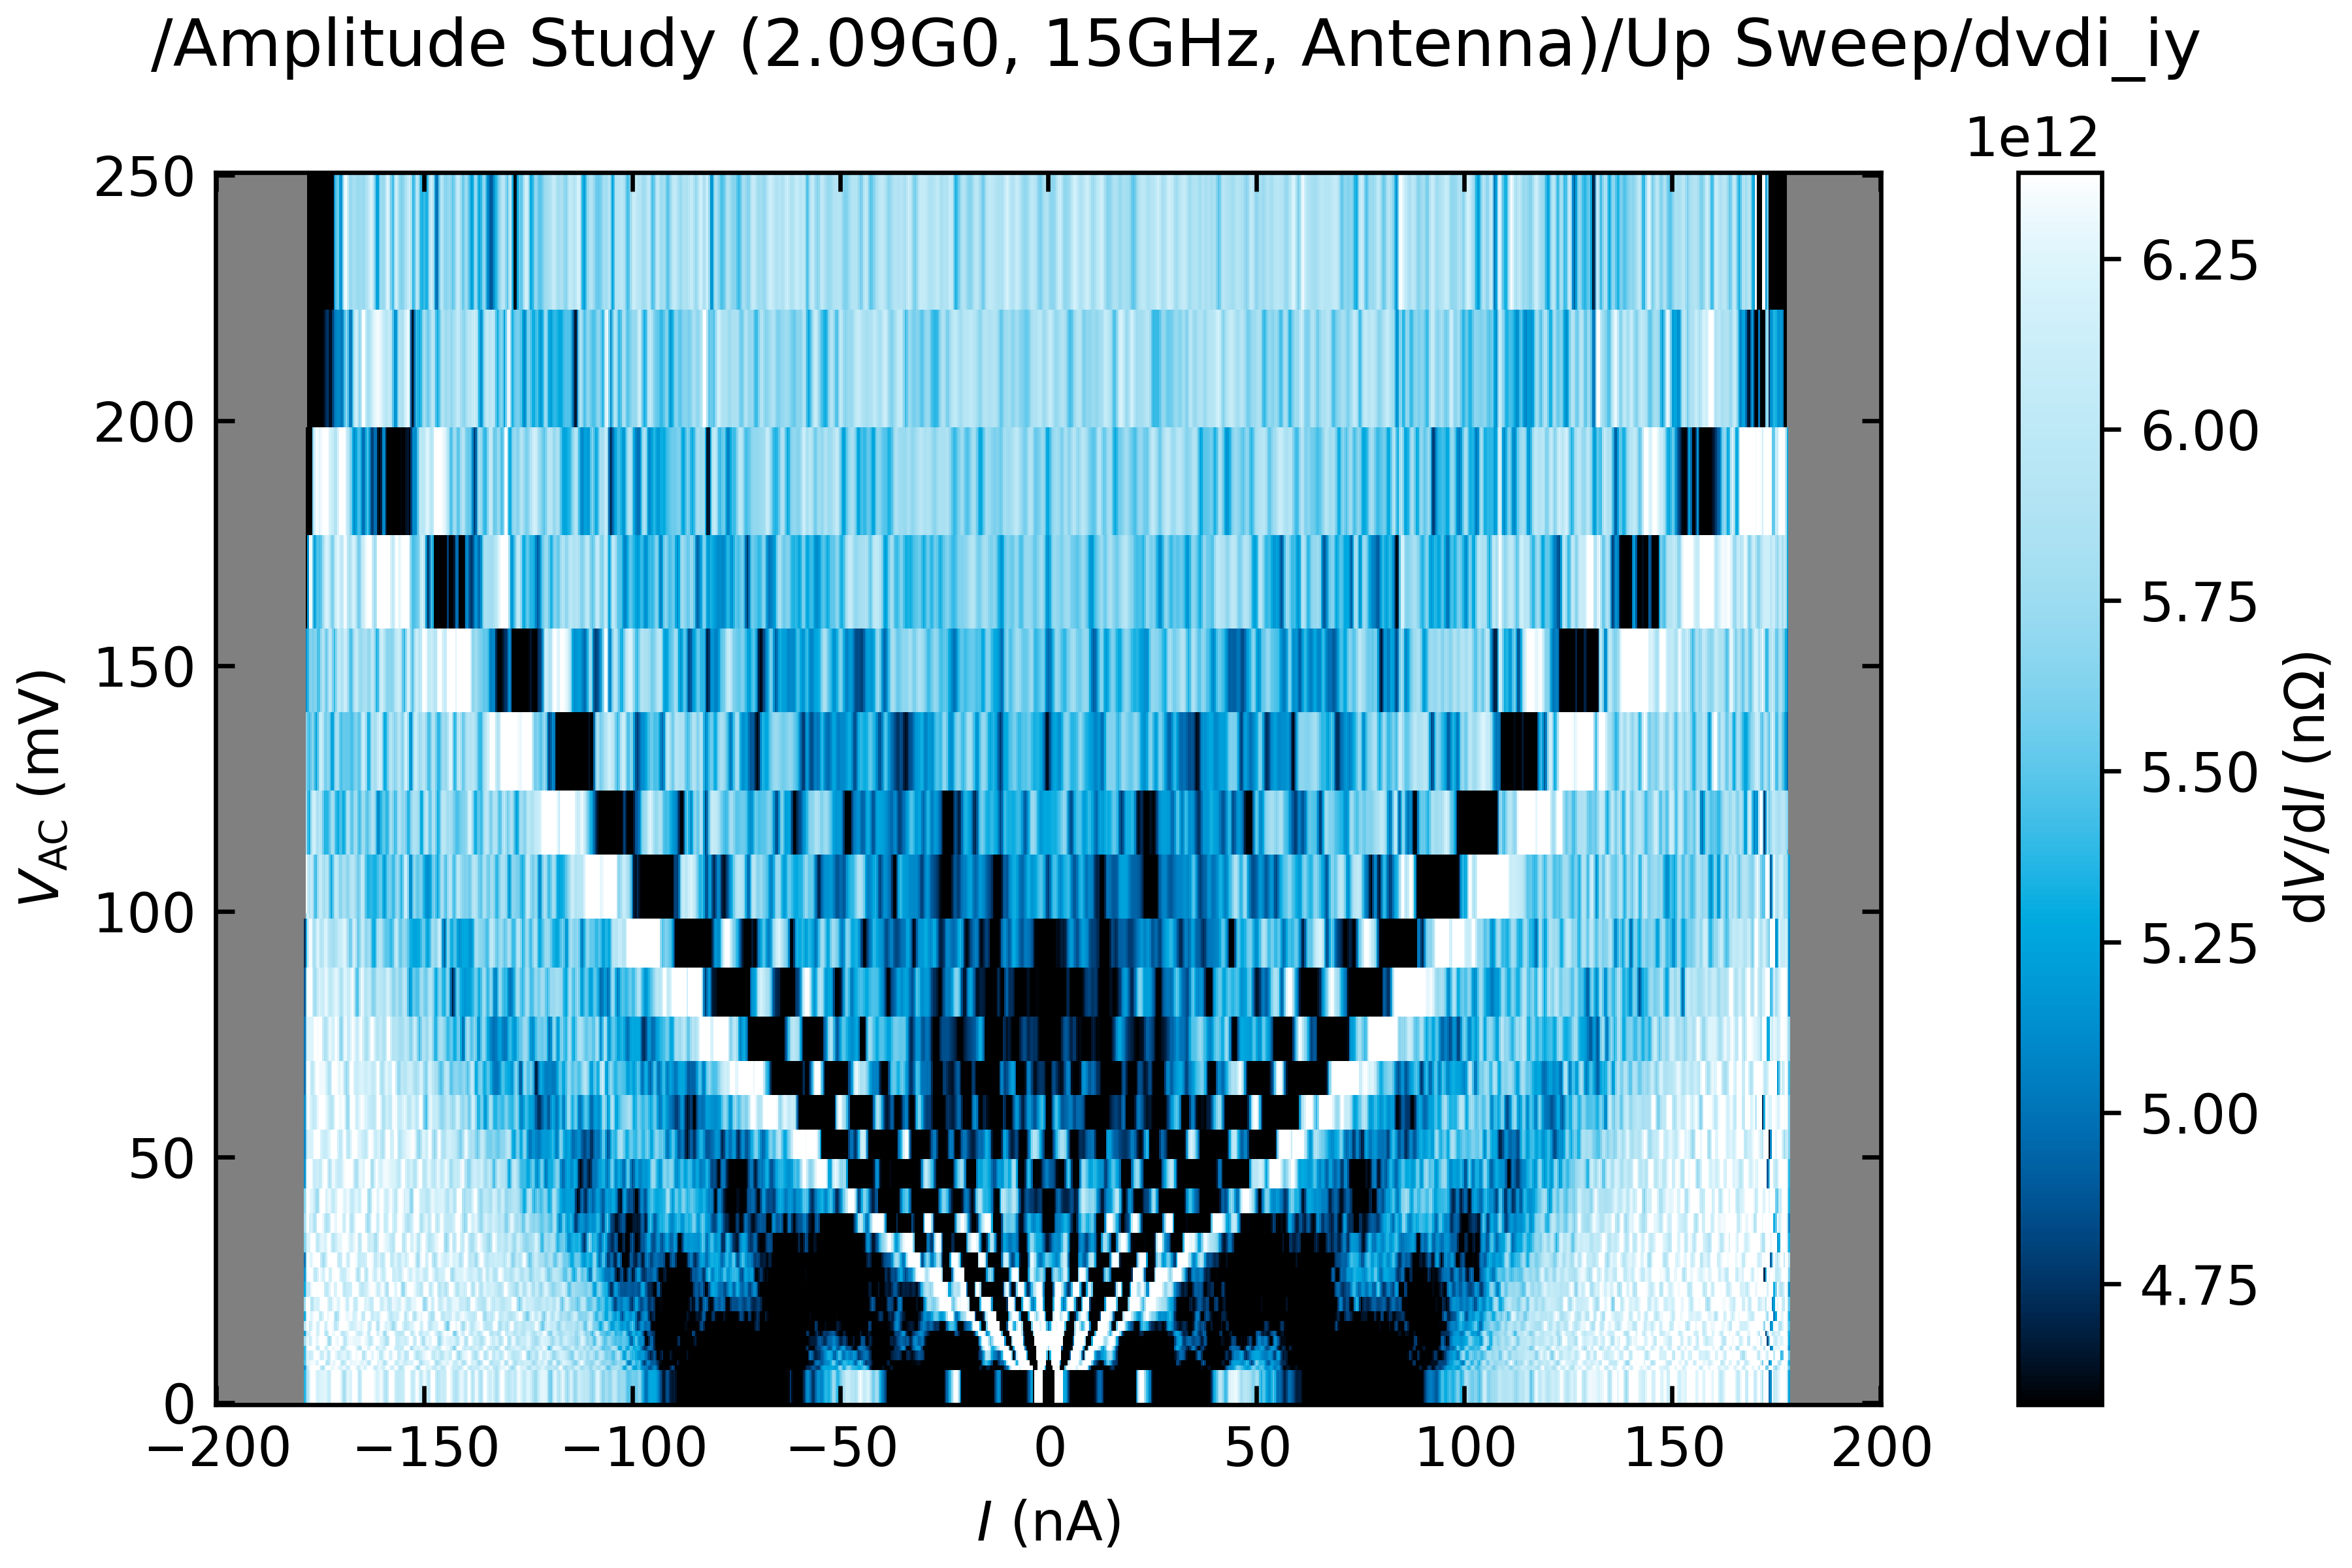 /Amplitude Study (2.09G0, 15GHz, Antenna)/Up Sweep/dvdi_iy
1e12
250
200
150
100
50
0
V_AC (mV)
−200 −150 −100 −50 0 50 100 150 200
I (nA)
6.25
6.00
5.75
5.50
5.25
5.00
4.75
dV/dI (nΩ)